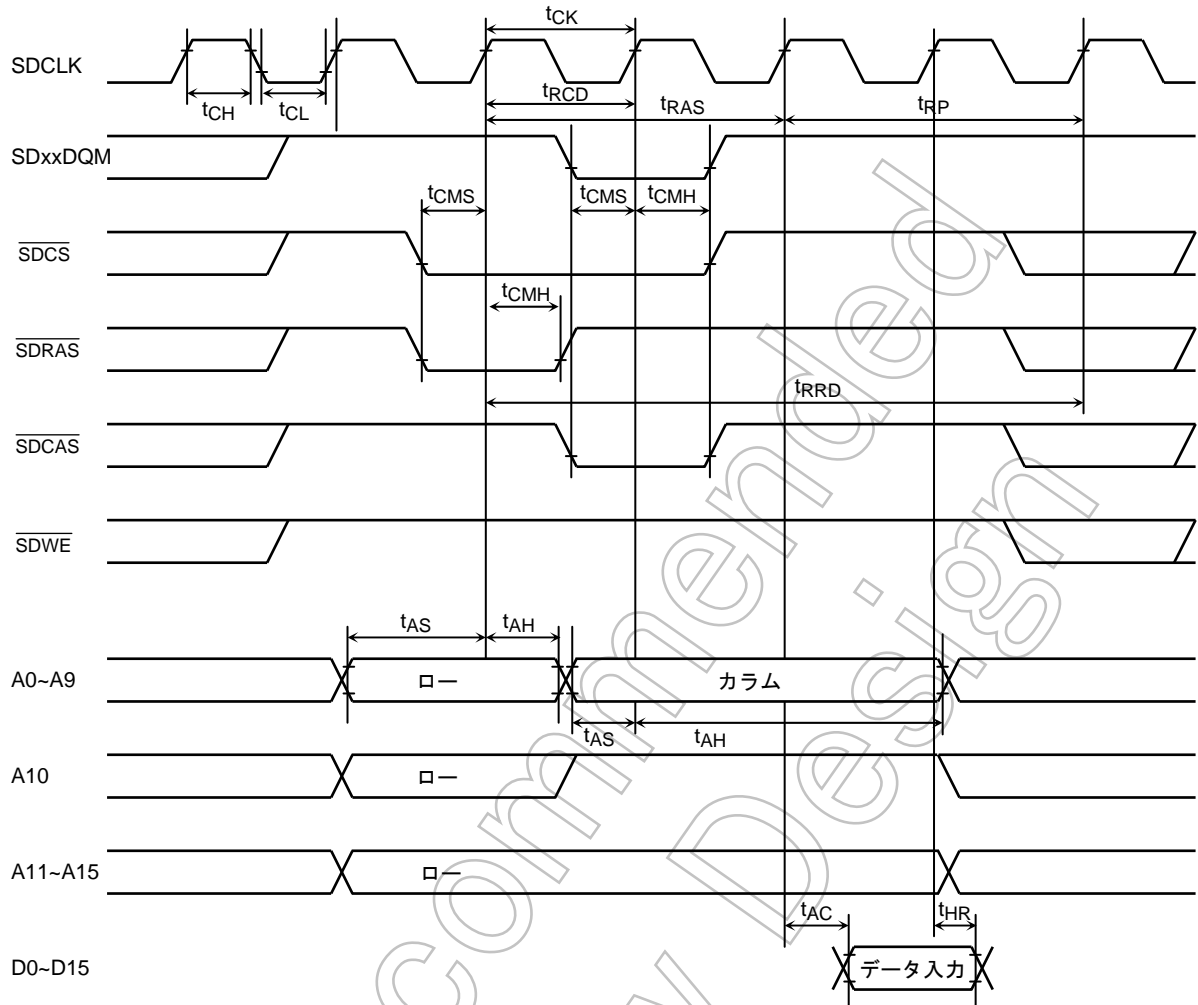 tCK
SDCLK
tCH tCL tRCD tRAS tRP
SDxxDQM
tCMS tCMS tCMH
SDCS
tCMH
SDRAS
tRRD
SDCAS
SDWE
tAS tAH
A0~A9 ロー カラム
tAS tAH
A10 ロー
A11~A15 ロー
tAC tHR
D0~D15 データ入力
commended
Design